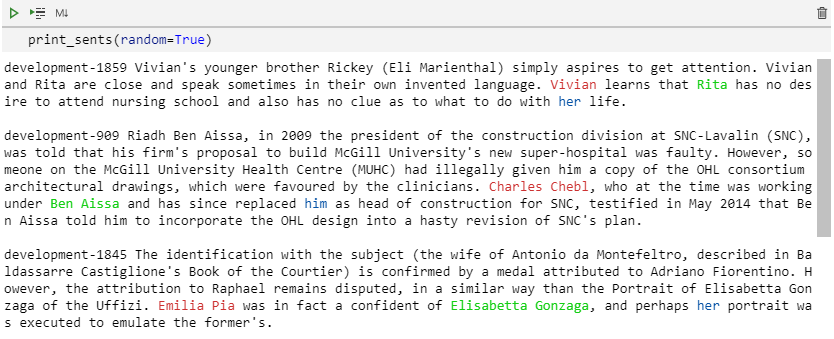 M↓
print_sents(random=True)
development-1859 Vivian's younger brother Rickey (Eli Marienthal) simply aspires to get attention. Vivian
and Rita are close and speak sometimes in their own invented language. Vivian learns that Rita has no des
ire to attend nursing school and also has no clue as to what to do with her life.
development-909 Riadh Ben Aissa, in 2009 the president of the construction division at SNC-Lavalin (SNC),
was told that his firm's proposal to build McGill University's new super-hospital was faulty. However, so
meone on the McGill University Health Centre (MUHC) had illegally given him a copy of the OHL consortium
architectural drawings, which were favoured by the clinicians. Charles Chebl, who at the time was working
under Ben Aissa and has since replaced him as head of construction for SNC, testified in May 2014 that Be
n Aissa told him to incorporate the OHL design into a hasty revision of SNC's plan.
development-1845 The identification with the subject (the wife of Antonio da Montefeltro, described in Ba
ldassarre Castiglione's Book of the Courtier) is confirmed by a medal attributed to Adriano Fiorentino. H
owever, the attribution to Raphael remains disputed, in a similar way than the Portrait of Elisabetta Gon
zaga of the Uffizi. Emilia Pia was in fact a confident of Elisabetta Gonzaga, and perhaps her portrait wa
s executed to emulate the former's.